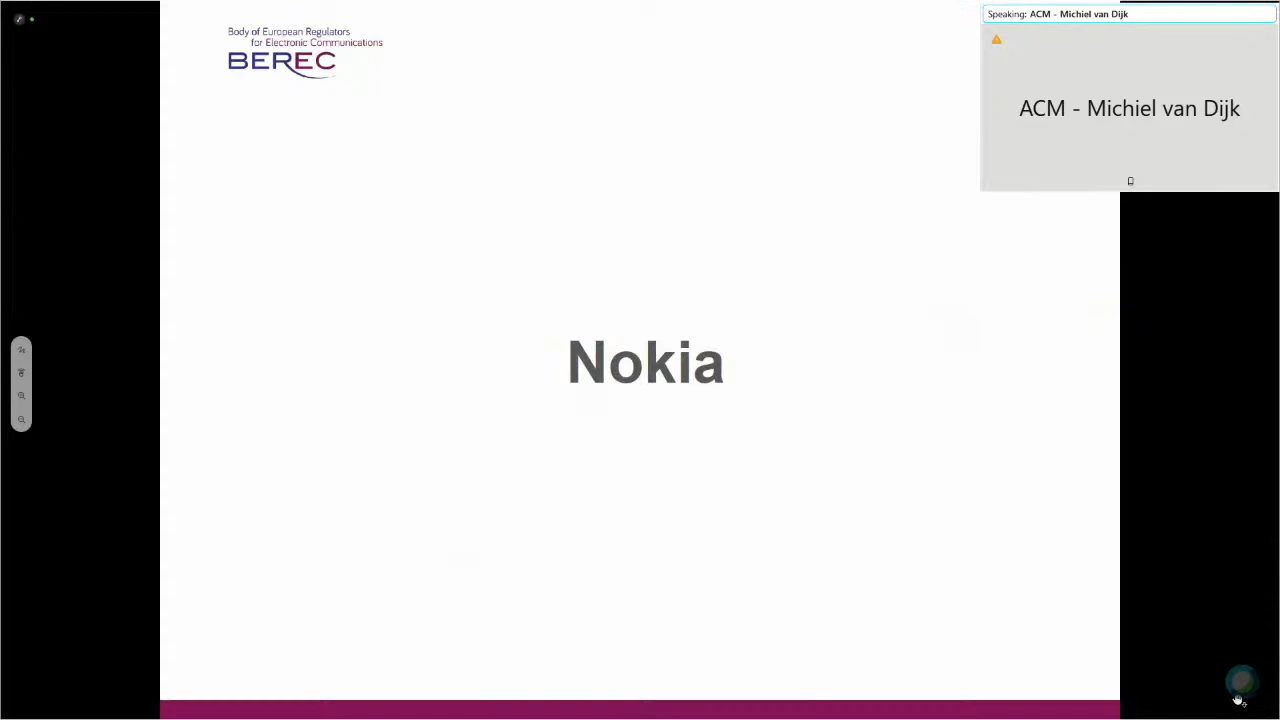 Body of European Regulators
for Electronic Communications
BEREC
Speaking: ACM - Michiel van Dijk
ACM - Michiel van Dijk
Nokia